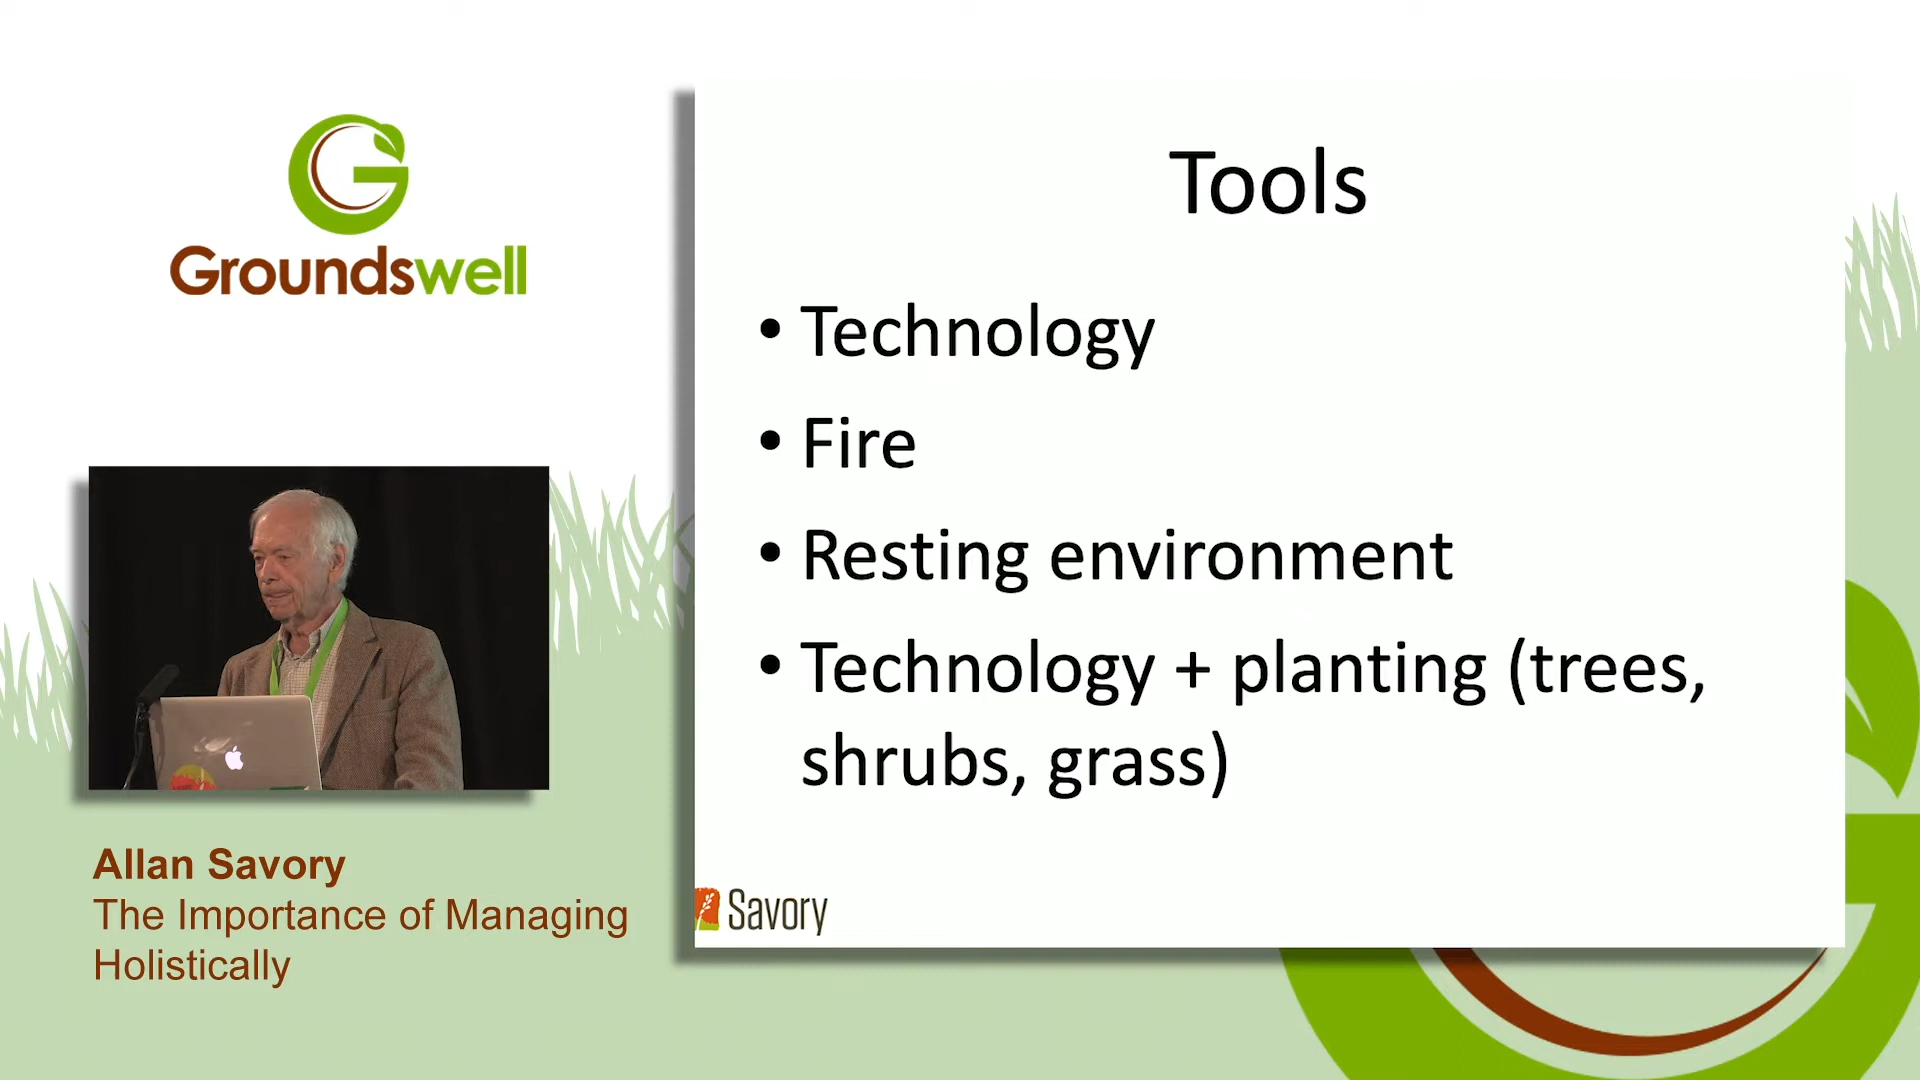 Groundswell
Tools
• Technology
• Fire
• Resting environment
• Technology + planting (trees,
shrubs, grass)
Savory
Allan Savory
The Importance of Managing
Holistically